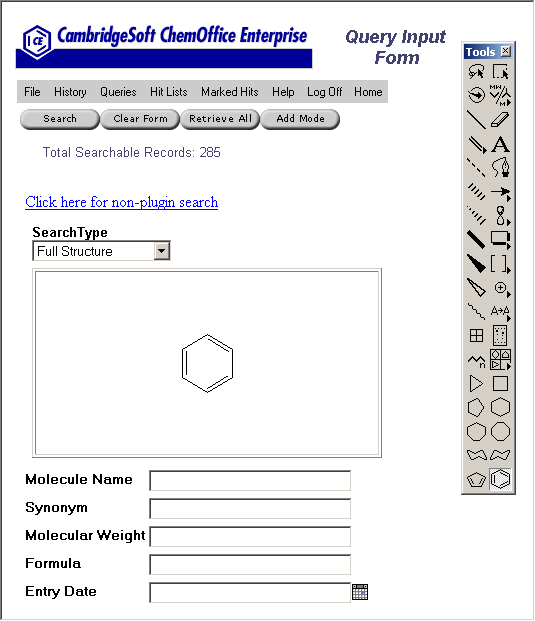 ICE CambridgeSoft ChemOffice Enterprise
Query Input
Form
Tools
File History Queries Hit Lists Marked Hits Help Log Off Home
Search Clear Form Retrieve All Add Mode
Total Searchable Records: 285
Click here for non-plugin search
SearchType
Full Structure
MW
M
A
A→A
n
Molecule Name
Synonym
Molecular Weight
Formula
Entry Date